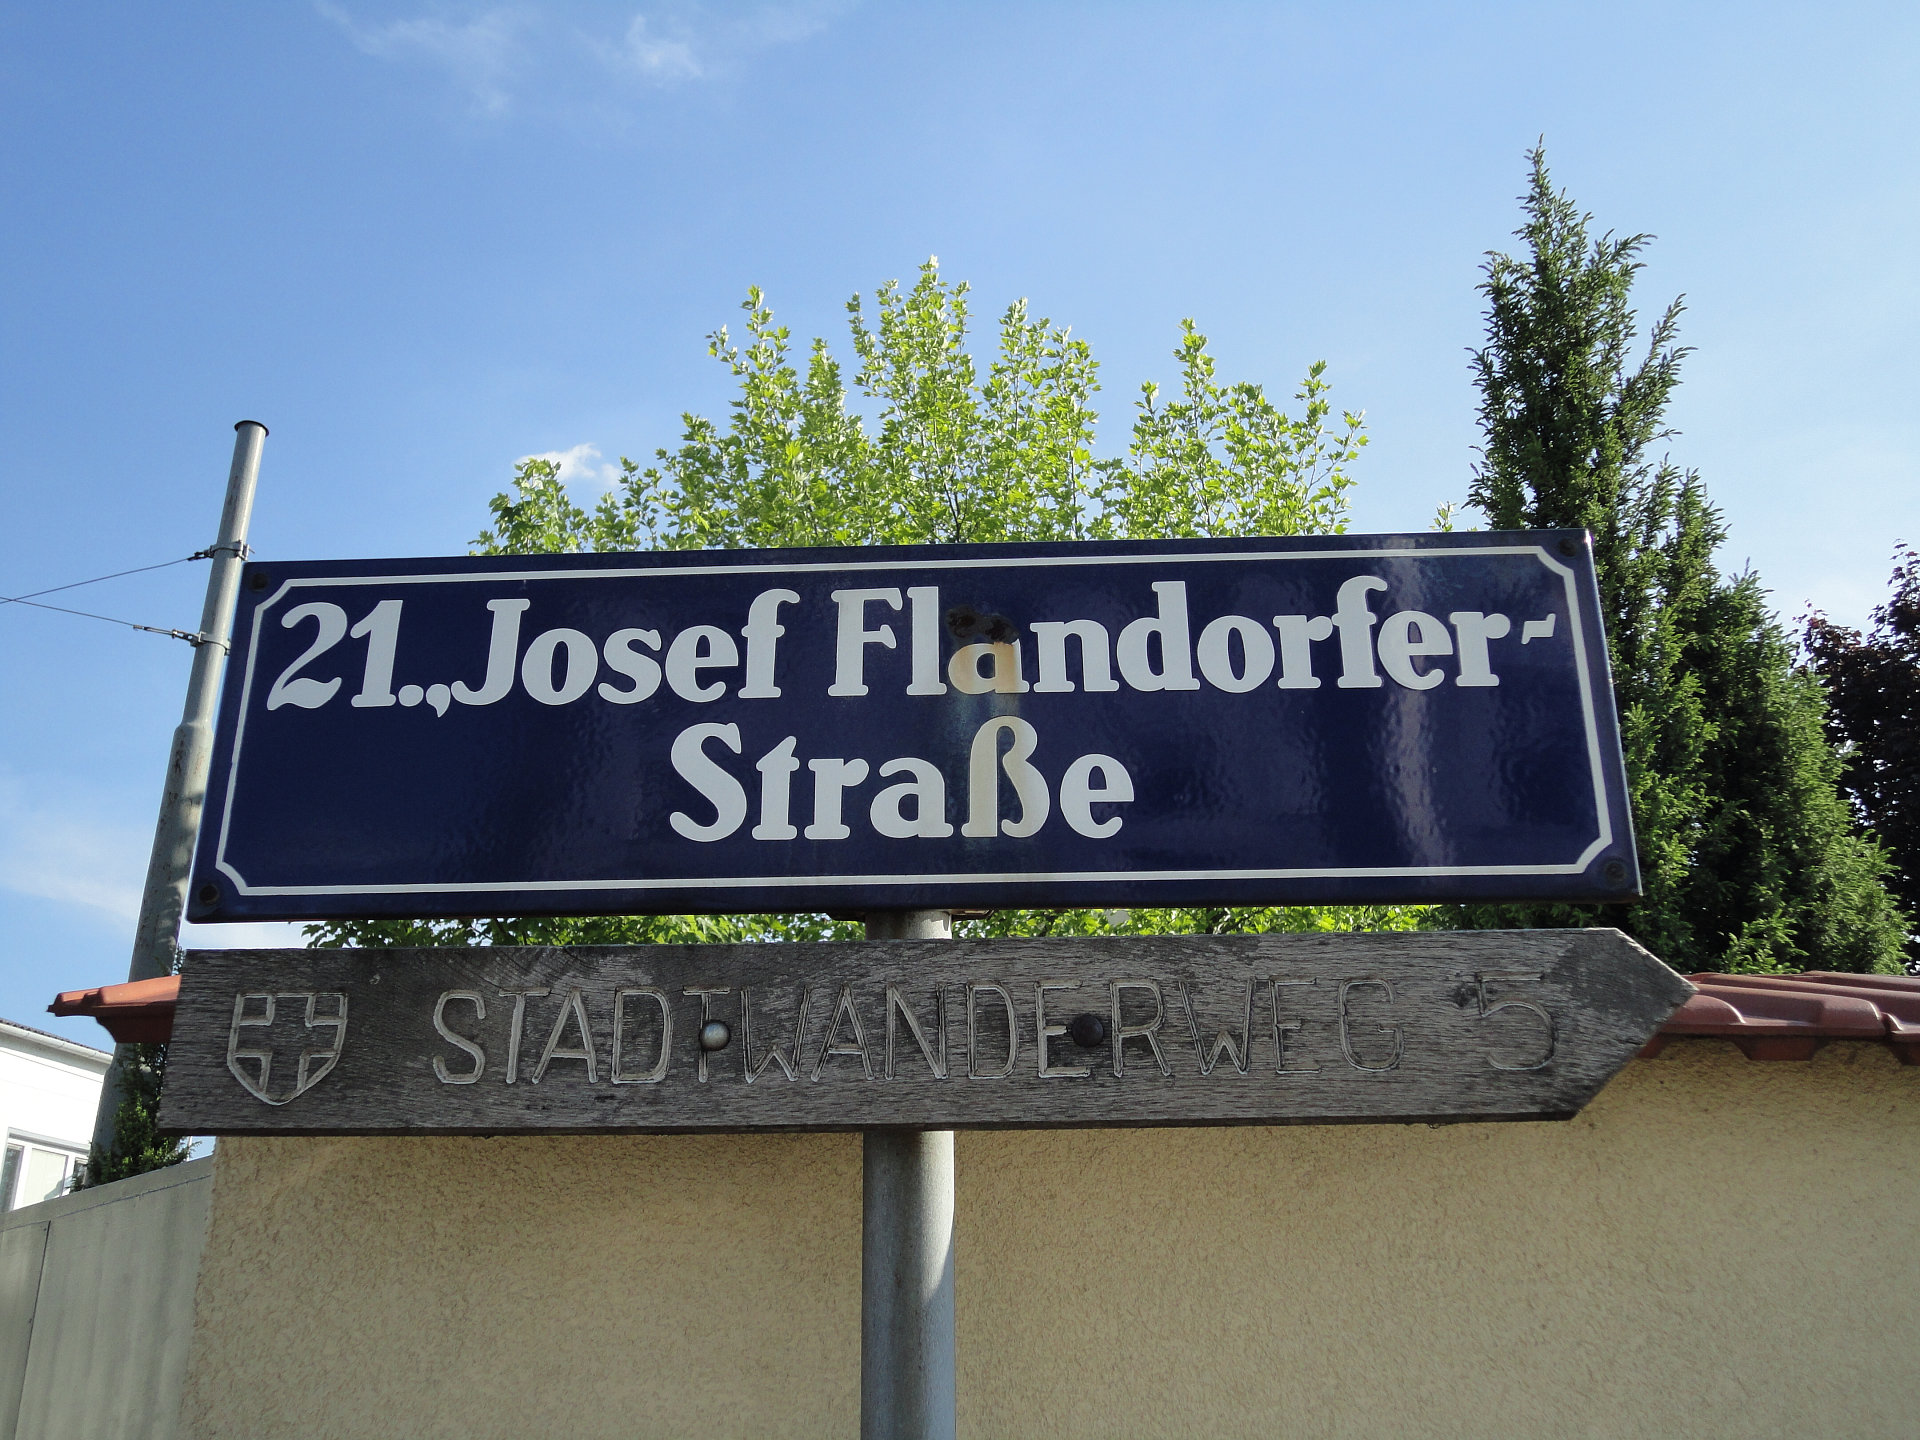 21., Josef Flandorfer-
Straße
STADTWANDERWEG 5